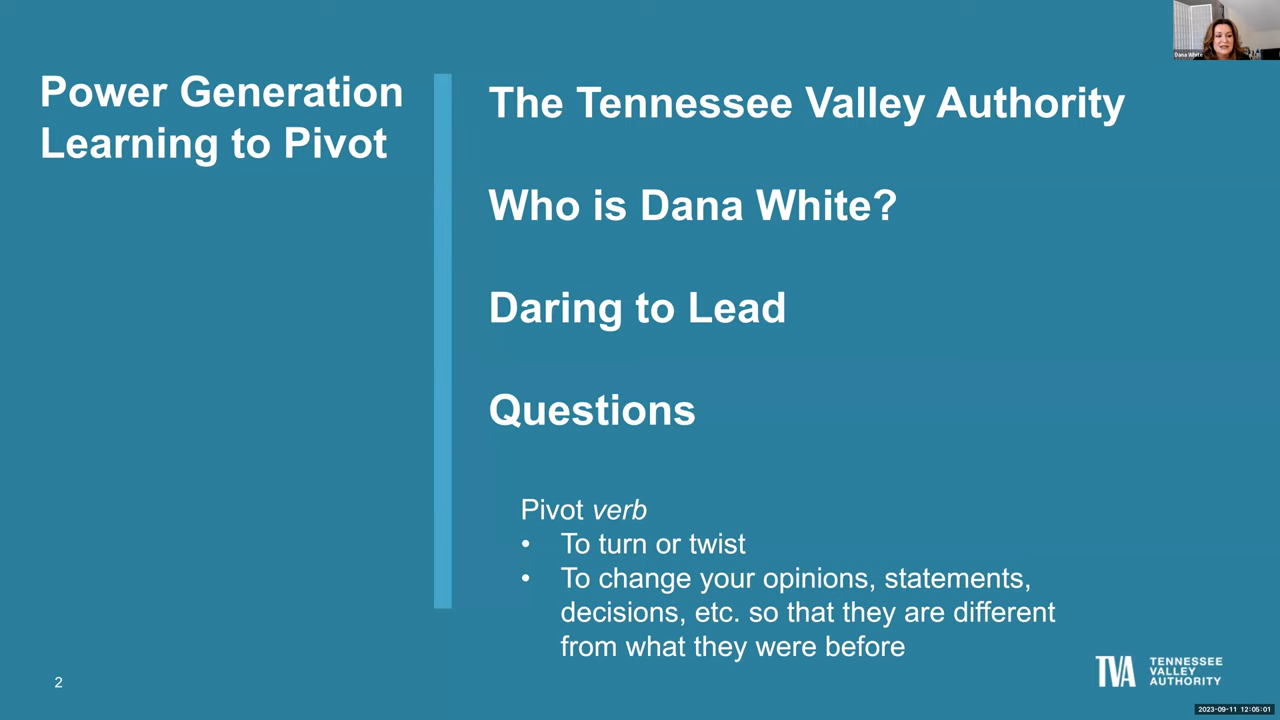 Dana White
Power Generation
Learning to Pivot
The Tennessee Valley Authority
Who is Dana White?
Daring to Lead
Questions
Pivot verb
• To turn or twist
• To change your opinions, statements,
decisions, etc. so that they are different
from what they were before
2
TVA
TENNESSEE
VALLEY
AUTHORITY
2023-09-11 12:05:01